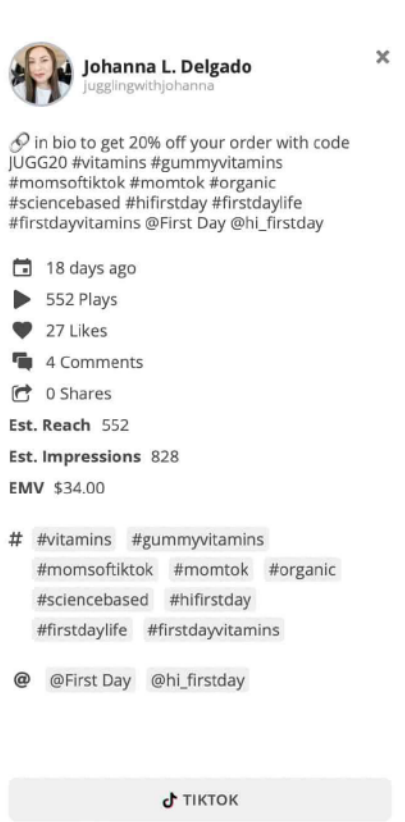 Johanna L. Delgado
jugglingwithjohanna
🔗 in bio to get 20% off your order with code
JUGG20 #vitamins #gummyvitamins
#momsoftiktok #momtok #organic
#sciencebased #hifirstday #firstdaylife
#firstdayvitamins @First Day @hi_firstday
18 days ago
552 Plays
27 Likes
4 Comments
0 Shares
Est. Reach 552
Est. Impressions 828
EMV $34.00
# #vitamins #gummyvitamins
#momsoftiktok #momtok #organic
#sciencebased #hifirstday
#firstdaylife #firstdayvitamins
@ @First Day @hi_firstday
TIKTOK